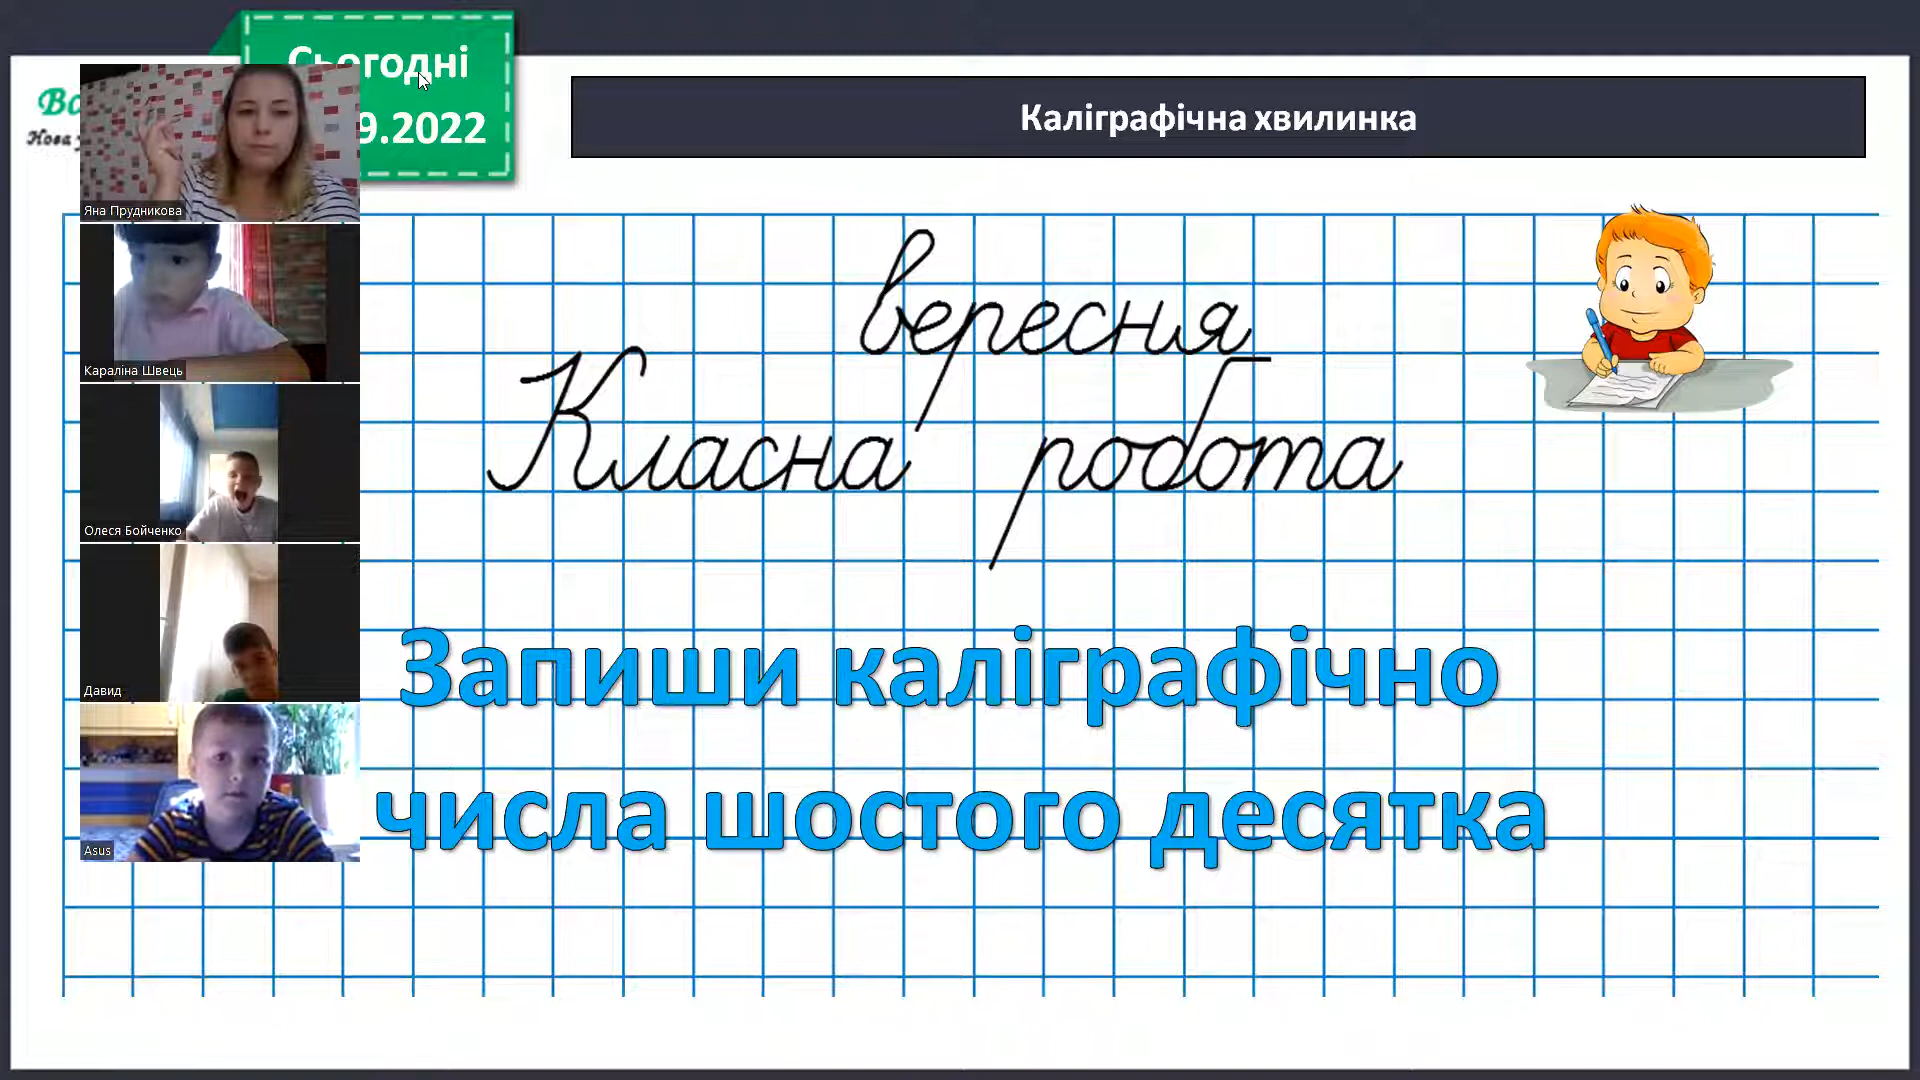 Сьогодні
9.2022
Каліграфічна хвилинка
Яна Прудникова
Караліна Швець
Олеся Бойченко
Давид
Asus
вересня
Класна робота
Запиши каліграфічно
числа шостого десятка